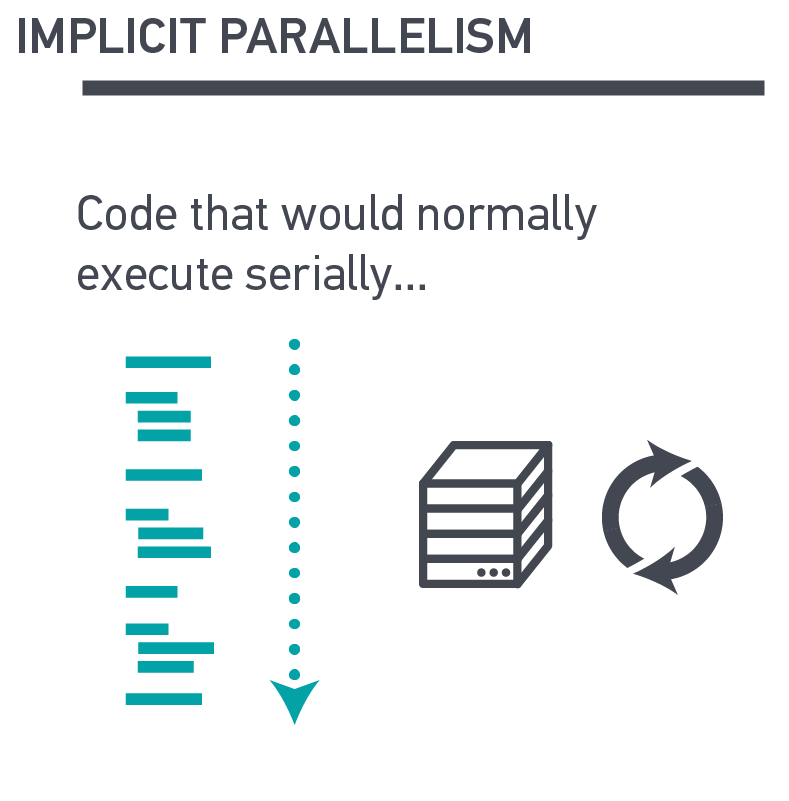 IMPLICIT PARALLELISM
Code that would normally
execute serially...